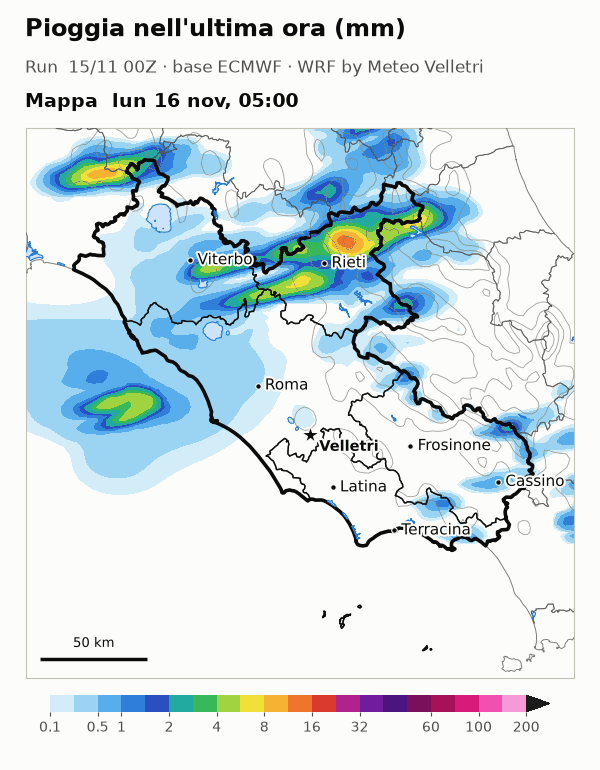 Pioggia nell'ultima ora (mm)
Run  15/11 00Z · base ECMWF · WRF by Meteo Velletri
Mappa  lun 16 nov, 05:00
Viterbo
Rieti
Roma
Velletri
Frosinone
Latina
Cassino
Terracina
50 km
0.1 0.5 1 2 4 8 16 32 60 100 200